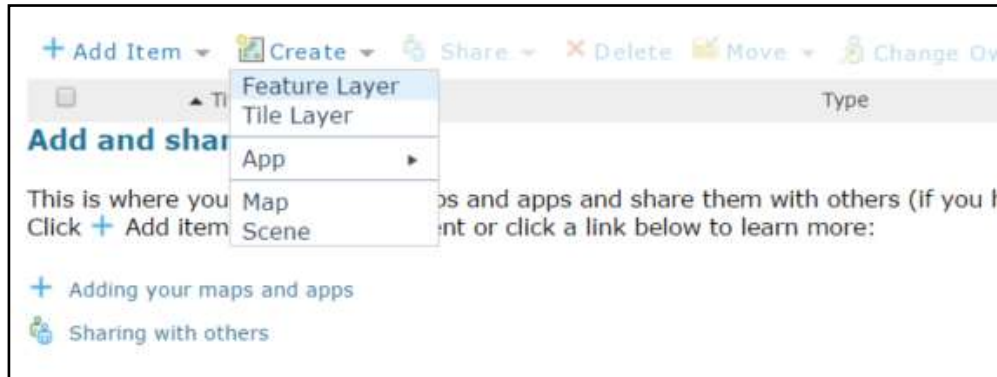 + Add Item Create Share × Delete Move Change Ow
Ti Type
Feature Layer
Tile Layer
App
Map
Scene
Add and shar
This is where you ps and apps and share them with others (if you h
Click + Add item nt or click a link below to learn more:
+ Adding your maps and apps
Sharing with others